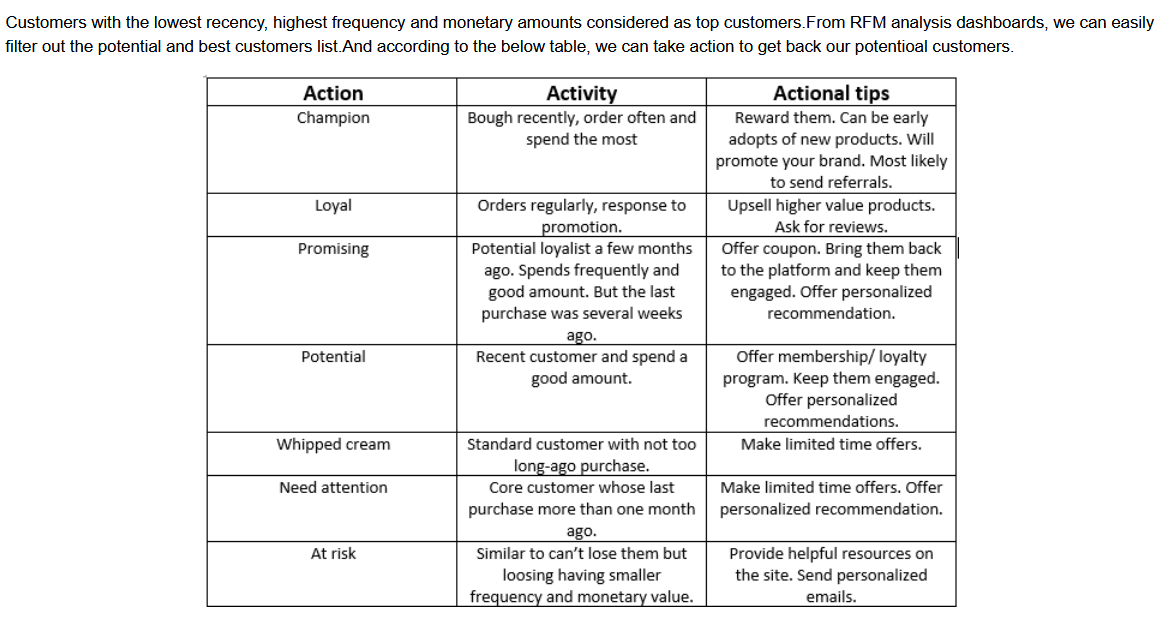 Customers with the lowest recency, highest frequency and monetary amounts considered as top customers.From RFM analysis dashboards, we can easily
filter out the potential and best customers list.And according to the below table, we can take action to get back our potentioal customers.
Action
Activity
Actional tips
Champion
Bough recently, order often and
spend the most
Reward them. Can be early
adopts of new products. Will
promote your brand. Most likely
to send referrals.
Loyal
Orders regularly, response to
promotion.
Upsell higher value products.
Ask for reviews.
Promising
Potential loyalist a few months
ago. Spends frequently and
good amount. But the last
purchase was several weeks
ago.
Offer coupon. Bring them back
to the platform and keep them
engaged. Offer personalized
recommendation.
Potential
Recent customer and spend a
good amount.
Offer membership/ loyalty
program. Keep them engaged.
Offer personalized
recommendations.
Whipped cream
Standard customer with not too
long-ago purchase.
Make limited time offers.
Need attention
Core customer whose last
purchase more than one month
ago.
Make limited time offers. Offer
personalized recommendation.
At risk
Similar to can't lose them but
loosing having smaller
frequency and monetary value.
Provide helpful resources on
the site. Send personalized
emails.